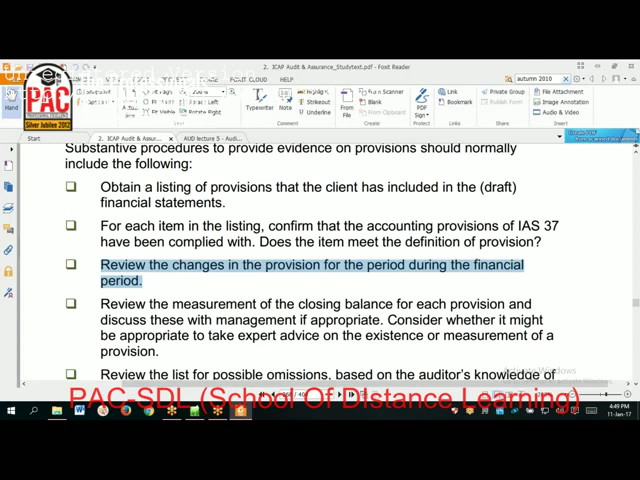 2. ICAP Audit & Assurance_Studytext.pdf - Foxit Reader
FOXIT CLOUD
HELP
autumn 2010
PAC
Silver Jubilee 2012
Hand
Typewriter
Note
Highlight
Strikeout
Underline
From File
Blank
PDF Sign
Link
Bookmark
Private Group
File Attachment
Image Annotation
Audio & Video
Start
2. ICAP Audit & Assuran...
AUD lecture 5 - Audi...
Substantive procedures to provide evidence on provisions should normally
include the following:
Obtain a listing of provisions that the client has included in the (draft)
financial statements.
For each item in the listing, confirm that the accounting provisions of IAS 37
have been complied with. Does the item meet the definition of provision?
Review the changes in the provision for the period during the financial
period.
Review the measurement of the closing balance for each provision and
discuss these with management if appropriate. Consider whether it might
be appropriate to take expert advice on the existence or measurement of a
provision.
Activate Windows
Review the list for possible omissions, based on the auditor's knowledge of
PAC-SDL (School Of DIstance Learning)
4:49 PM
11-Jan-17